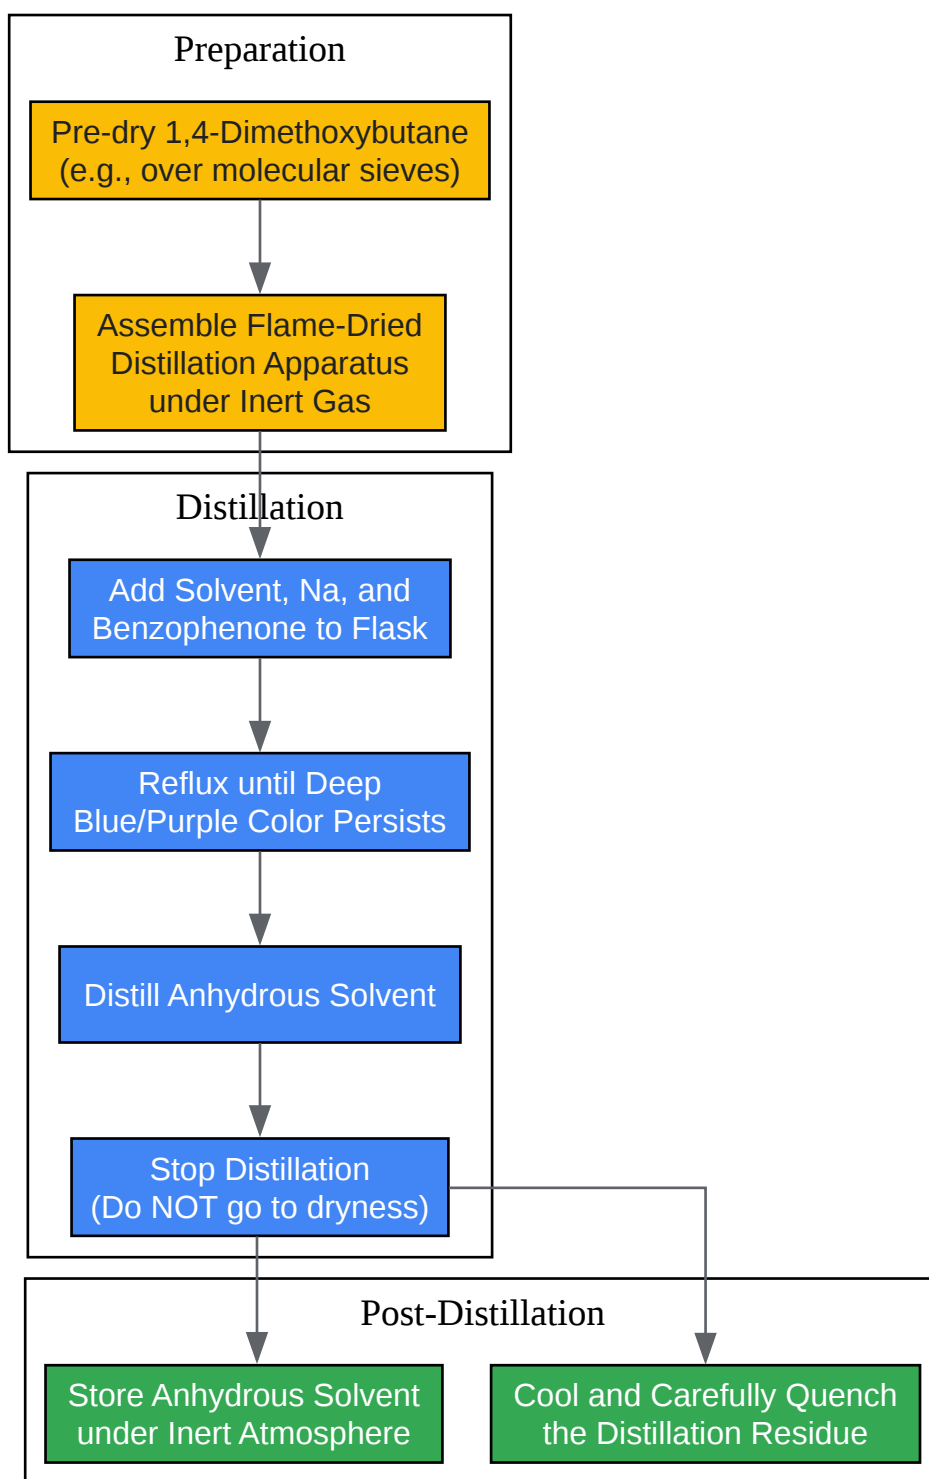 Preparation
Pre-dry 1,4-Dimethoxybutane
(e.g., over molecular sieves)
Assemble Flame-Dried
Distillation Apparatus
under Inert Gas
Distillation
Add Solvent, Na, and
Benzophenone to Flask
Reflux until Deep
Blue/Purple Color Persists
Distill Anhydrous Solvent
Stop Distillation
(Do NOT go to dryness)
Post-Distillation
Store Anhydrous Solvent
under Inert Atmosphere
Cool and Carefully Quench
the Distillation Residue